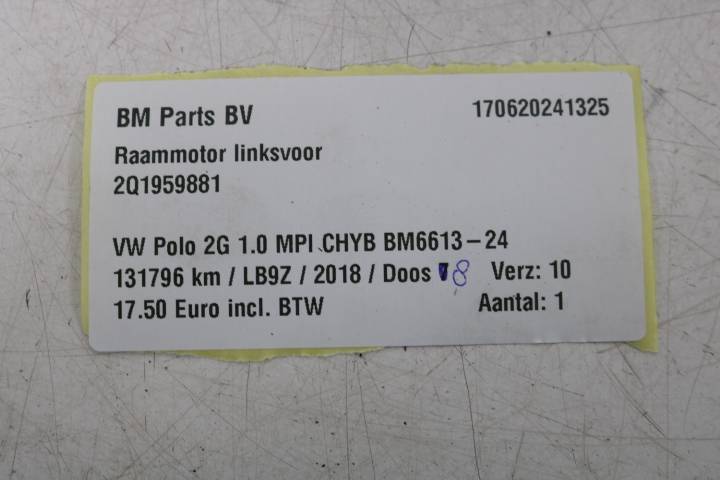 BM Parts BV 170620241325
Raammotor linksvoor
2Q1959881
VW Polo 2G 1.0 MPI CHYB BM6613-24
131796 km / LB9Z / 2018 / Doos 8 Verz: 10
17.50 Euro incl. BTW Aantal: 1